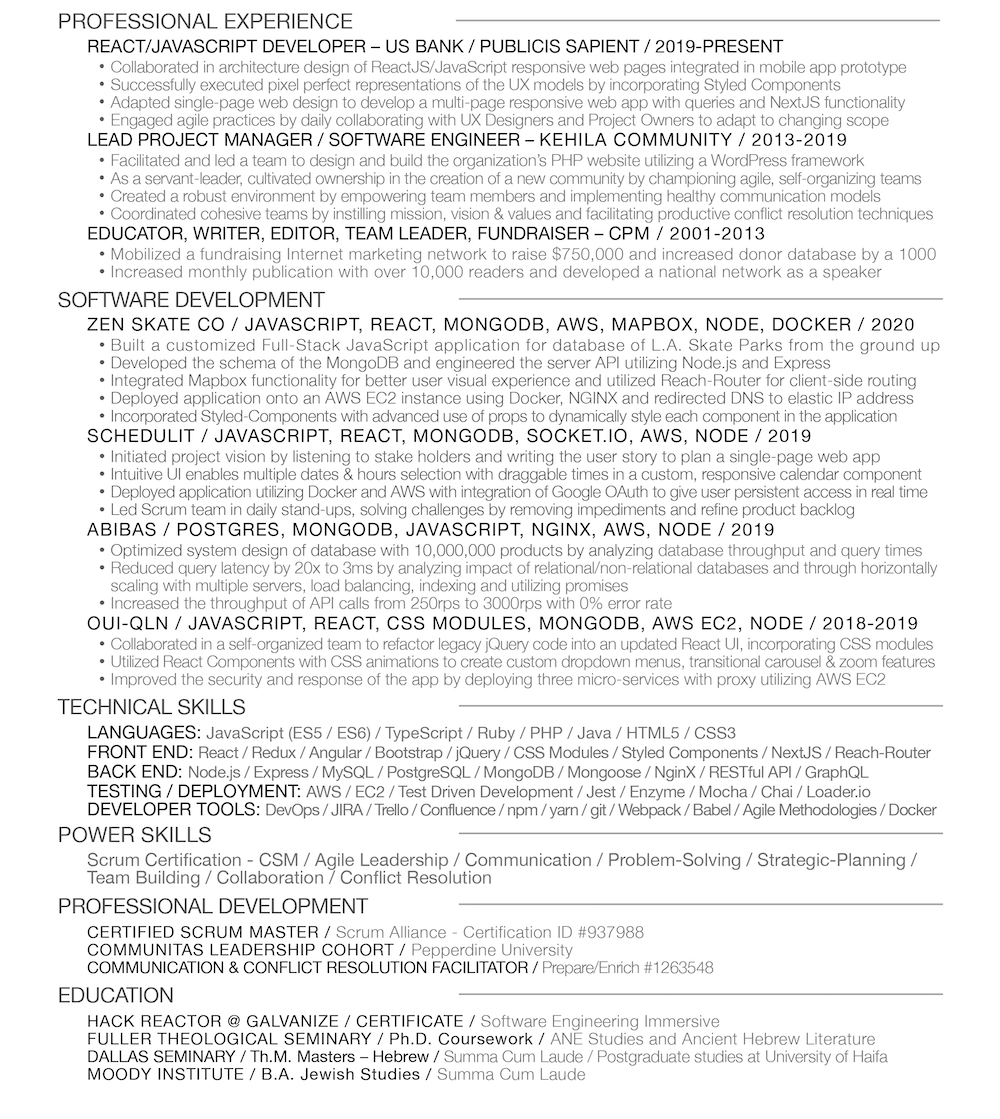 PROFESSIONAL EXPERIENCE
REACT/JAVASCRIPT DEVELOPER – US BANK / PUBLICIS SAPIENT / 2019-PRESENT
• Collaborated in architecture design of ReactJS/JavaScript responsive web pages integrated in mobile app prototype
• Successfully executed pixel perfect representations of the UX models by incorporating Styled Components
• Adapted single-page web design to develop a multi-page responsive web app with queries and NextJS functionality
• Engaged agile practices by daily collaborating with UX Designers and Project Owners to adapt to changing scope
LEAD PROJECT MANAGER / SOFTWARE ENGINEER – KEHILA COMMUNITY / 2013-2019
• Facilitated and led a team to design and build the organization's PHP website utilizing a WordPress framework
• As a servant-leader, cultivated ownership in the creation of a new community by championing agile, self-organizing teams
• Created a robust environment by empowering team members and implementing healthy communication models
• Coordinated cohesive teams by instilling mission, vision & values and facilitating productive conflict resolution techniques
EDUCATOR, WRITER, EDITOR, TEAM LEADER, FUNDRAISER – CPM / 2001-2013
• Mobilized a fundraising Internet marketing network to raise $750,000 and increased donor database by a 1000
• Increased monthly publication with over 10,000 readers and developed a national network as a speaker
SOFTWARE DEVELOPMENT
ZEN SKATE CO / JAVASCRIPT, REACT, MONGODB, AWS, MAPBOX, NODE, DOCKER / 2020
• Built a customized Full-Stack JavaScript application for database of L.A. Skate Parks from the ground up
• Developed the schema of the MongoDB and engineered the server API utilizing Node.js and Express
• Integrated Mapbox functionality for better user visual experience and utilized Reach-Router for client-side routing
• Deployed application onto an AWS EC2 instance using Docker, NGINX and redirected DNS to elastic IP address
• Incorporated Styled-Components with advanced use of props to dynamically style each component in the application
SCHEDULIT / JAVASCRIPT, REACT, MONGODB, SOCKET.IO, AWS, NODE / 2019
• Initiated project vision by listening to stake holders and writing the user story to plan a single-page web app
• Intuitive UI enables multiple dates & hours selection with draggable times in a custom, responsive calendar component
• Deployed application utilizing Docker and AWS with integration of Google OAuth to give user persistent access in real time
• Led Scrum team in daily stand-ups, solving challenges by removing impediments and refine product backlog
ABIBAS / POSTGRES, MONGODB, JAVASCRIPT, NGINX, AWS, NODE / 2019
• Optimized system design of database with 10,000,000 products by analyzing database throughput and query times
• Reduced query latency by 20x to 3ms by analyzing impact of relational/non-relational databases and through horizontally
scaling with multiple servers, load balancing, indexing and utilizing promises
• Increased the throughput of API calls from 250rps to 3000rps with 0% error rate
OUI-QLN / JAVASCRIPT, REACT, CSS MODULES, MONGODB, AWS EC2, NODE / 2018-2019
• Collaborated in a self-organized team to refactor legacy jQuery code into an updated React UI, incorporating CSS modules
• Utilized React Components with CSS animations to create custom dropdown menus, transitional carousel & zoom features
• Improved the security and response of the app by deploying three micro-services with proxy utilizing AWS EC2
TECHNICAL SKILLS
LANGUAGES: JavaScript (ES5 / ES6) / TypeScript / Ruby / PHP / Java / HTML5 / CSS3
FRONT END: React / Redux / Angular / Bootstrap / jQuery / CSS Modules / Styled Components / NextJS / Reach-Router
BACK END: Node.js / Express / MySQL / PostgreSQL / MongoDB / Mongoose / NginX / RESTful API / GraphQL
TESTING / DEPLOYMENT: AWS / EC2 / Test Driven Development / Jest / Enzyme / Mocha / Chai / Loader.io
DEVELOPER TOOLS: DevOps / JIRA / Trello / Confluence / npm / yarn / git / Webpack / Babel / Agile Methodologies / Docker
POWER SKILLS
Scrum Certification - CSM / Agile Leadership / Communication / Problem-Solving / Strategic-Planning /
Team Building / Collaboration / Conflict Resolution
PROFESSIONAL DEVELOPMENT
CERTIFIED SCRUM MASTER / Scrum Alliance - Certification ID #937988
COMMUNITAS LEADERSHIP COHORT / Pepperdine University
COMMUNICATION & CONFLICT RESOLUTION FACILITATOR / Prepare/Enrich #1263548
EDUCATION
HACK REACTOR @ GALVANIZE / CERTIFICATE / Software Engineering Immersive
FULLER THEOLOGICAL SEMINARY / Ph.D. Coursework / ANE Studies and Ancient Hebrew Literature
DALLAS SEMINARY / Th.M. Masters – Hebrew / Summa Cum Laude / Postgraduate studies at University of Haifa
MOODY INSTITUTE / B.A. Jewish Studies / Summa Cum Laude